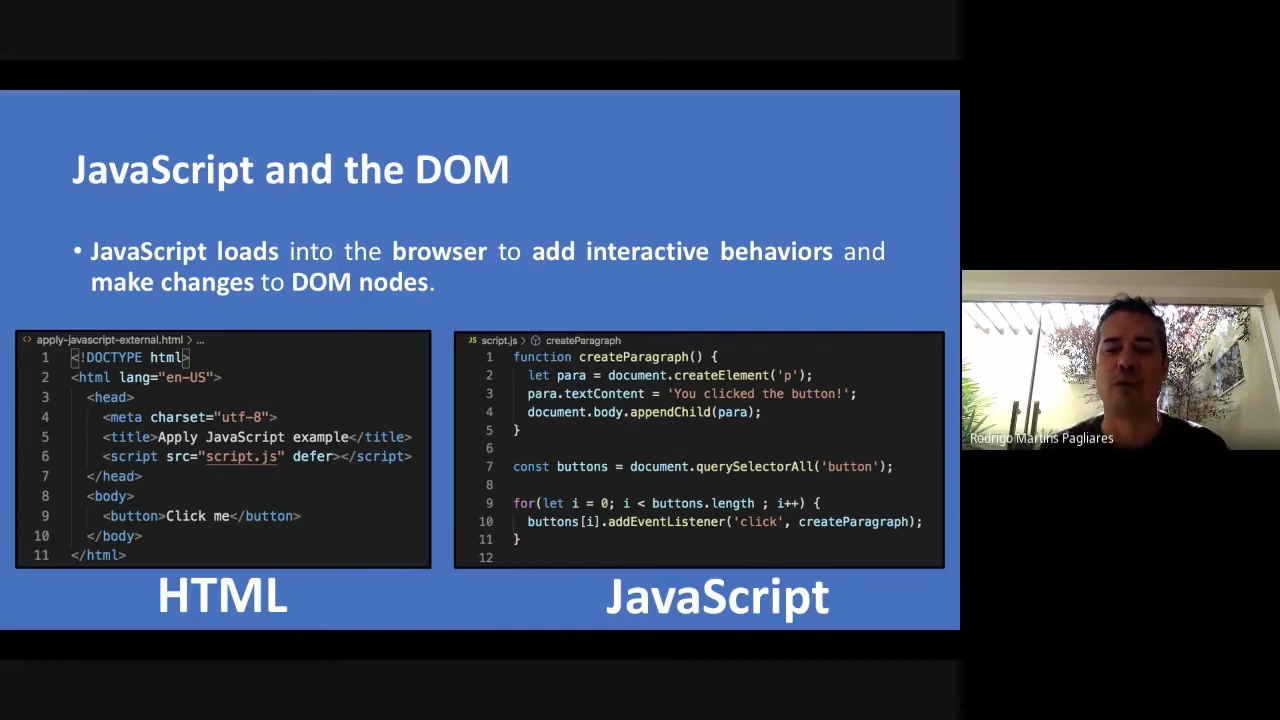 JavaScript and the DOM
• JavaScript loads into the browser to add interactive behaviors and
make changes to DOM nodes.
apply-javascript-external.html > ...
1 <!DOCTYPE html>
2 <html lang="en-US">
3 <head>
4 <meta charset="utf-8">
5 <title>Apply JavaScript example</title>
6 <script src="script.js" defer></script>
7 </head>
8 <body>
9 <button>Click me</button>
10 </body>
11 </html>
HTML
JS script.js > createParagraph
1 function createParagraph() {
2 let para = document.createElement('p');
3 para.textContent = 'You clicked the button!';
4 document.body.appendChild(para);
5 }
6
7 const buttons = document.querySelectorAll('button');
8
9 for(let i = 0; i < buttons.length ; i++) {
10 buttons[i].addEventListener('click', createParagraph);
11 }
12
JavaScript
Rodrigo Martins Pagliares